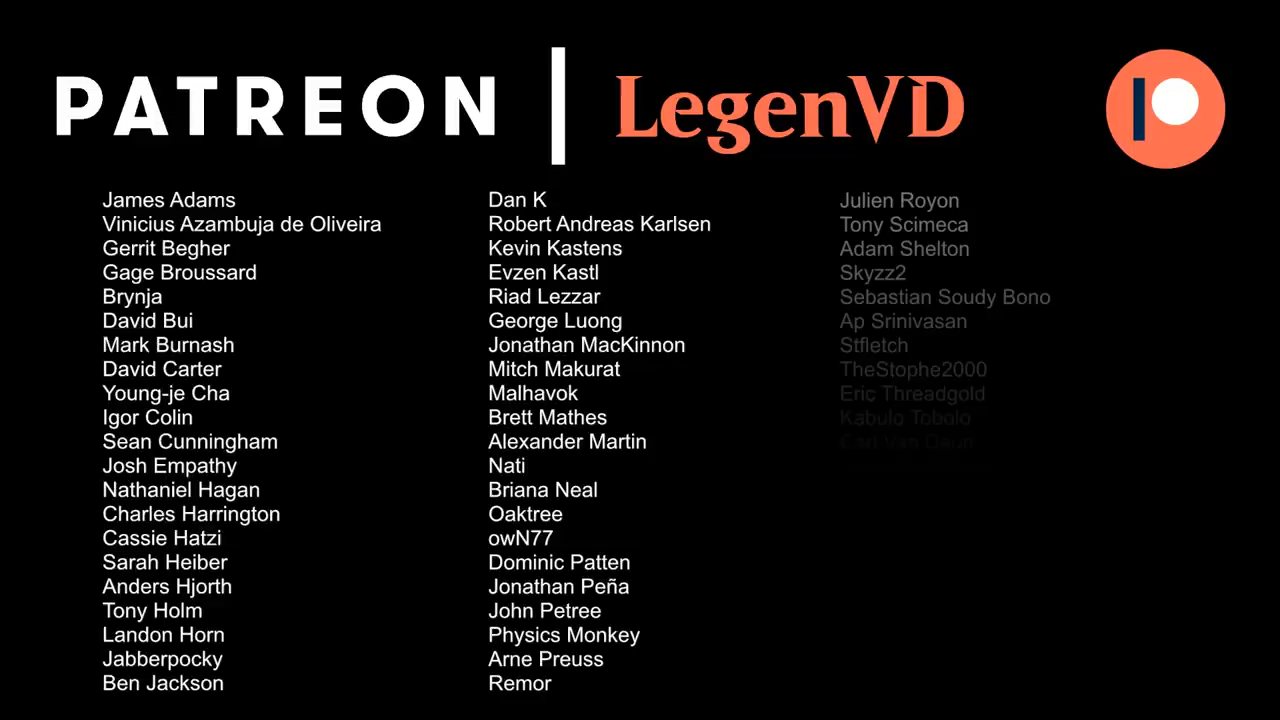 PATREON | LegenVD
James Adams
Vinicius Azambuja de Oliveira
Gerrit Begher
Gage Broussard
Brynja
David Bui
Mark Burnash
David Carter
Young-je Cha
Igor Colin
Sean Cunningham
Josh Empathy
Nathaniel Hagan
Charles Harrington
Cassie Hatzi
Sarah Heiber
Anders Hjorth
Tony Holm
Landon Horn
Jabberpocky
Ben Jackson
Dan K
Robert Andreas Karlsen
Kevin Kastens
Evzen Kastl
Riad Lezzar
George Luong
Jonathan MacKinnon
Mitch Makurat
Malhavok
Brett Mathes
Alexander Martin
Nati
Briana Neal
Oaktree
owN77
Dominic Patten
Jonathan Peña
John Petree
Physics Monkey
Arne Preuss
Remor
Julien Royon
Tony Scimeca
Adam Shelton
Skyzz2
Sebastian Soudy Bono
Ap Srinivasan
Stfletch
TheStophe2000
Eric Threadgold
Kabulo Tobolo